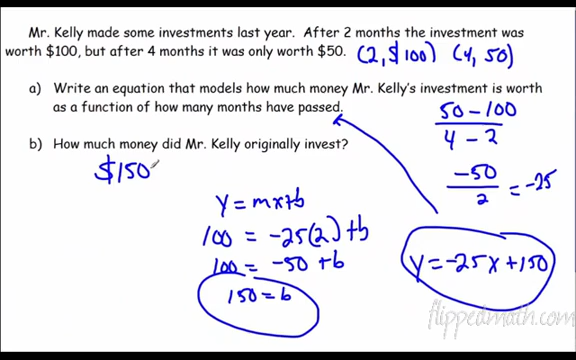 Mr. Kelly made some investments last year. After 2 months the investment was
worth $100, but after 4 months it was only worth $50. (2, $100) (4, 50)
a) Write an equation that models how much money Mr. Kelly's investment is worth
as a function of how many months have passed.
50 - 100
4 - 2
b) How much money did Mr. Kelly originally invest?
$150
-50
2
= -25
y = mx+b
100 = -25(2) + b
100 = -50 + b
150 = b
y = -25x + 150
flippedmath.com